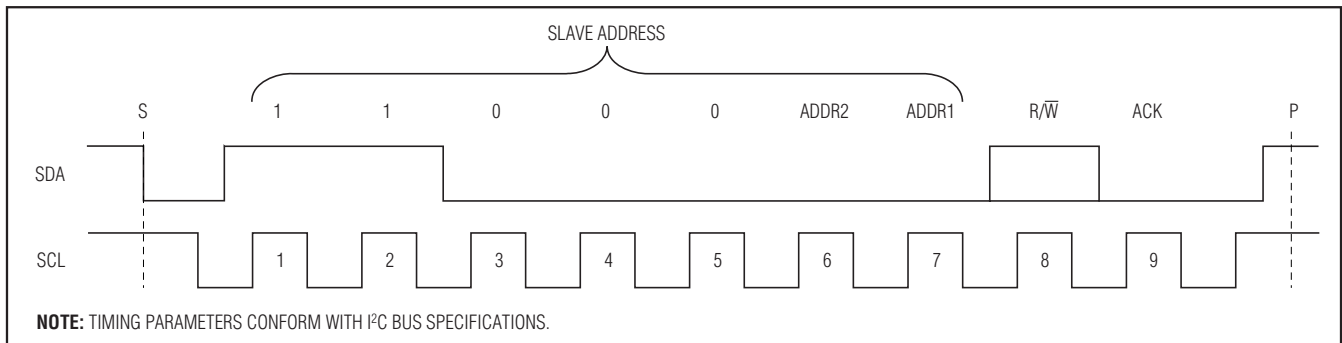 SLAVE ADDRESS
S 1 1 0 0 0 ADDR2 ADDR1 R/W̅ ACK P
SDA
SCL 1 2 3 4 5 6 7 8 9
NOTE: TIMING PARAMETERS CONFORM WITH I²C BUS SPECIFICATIONS.